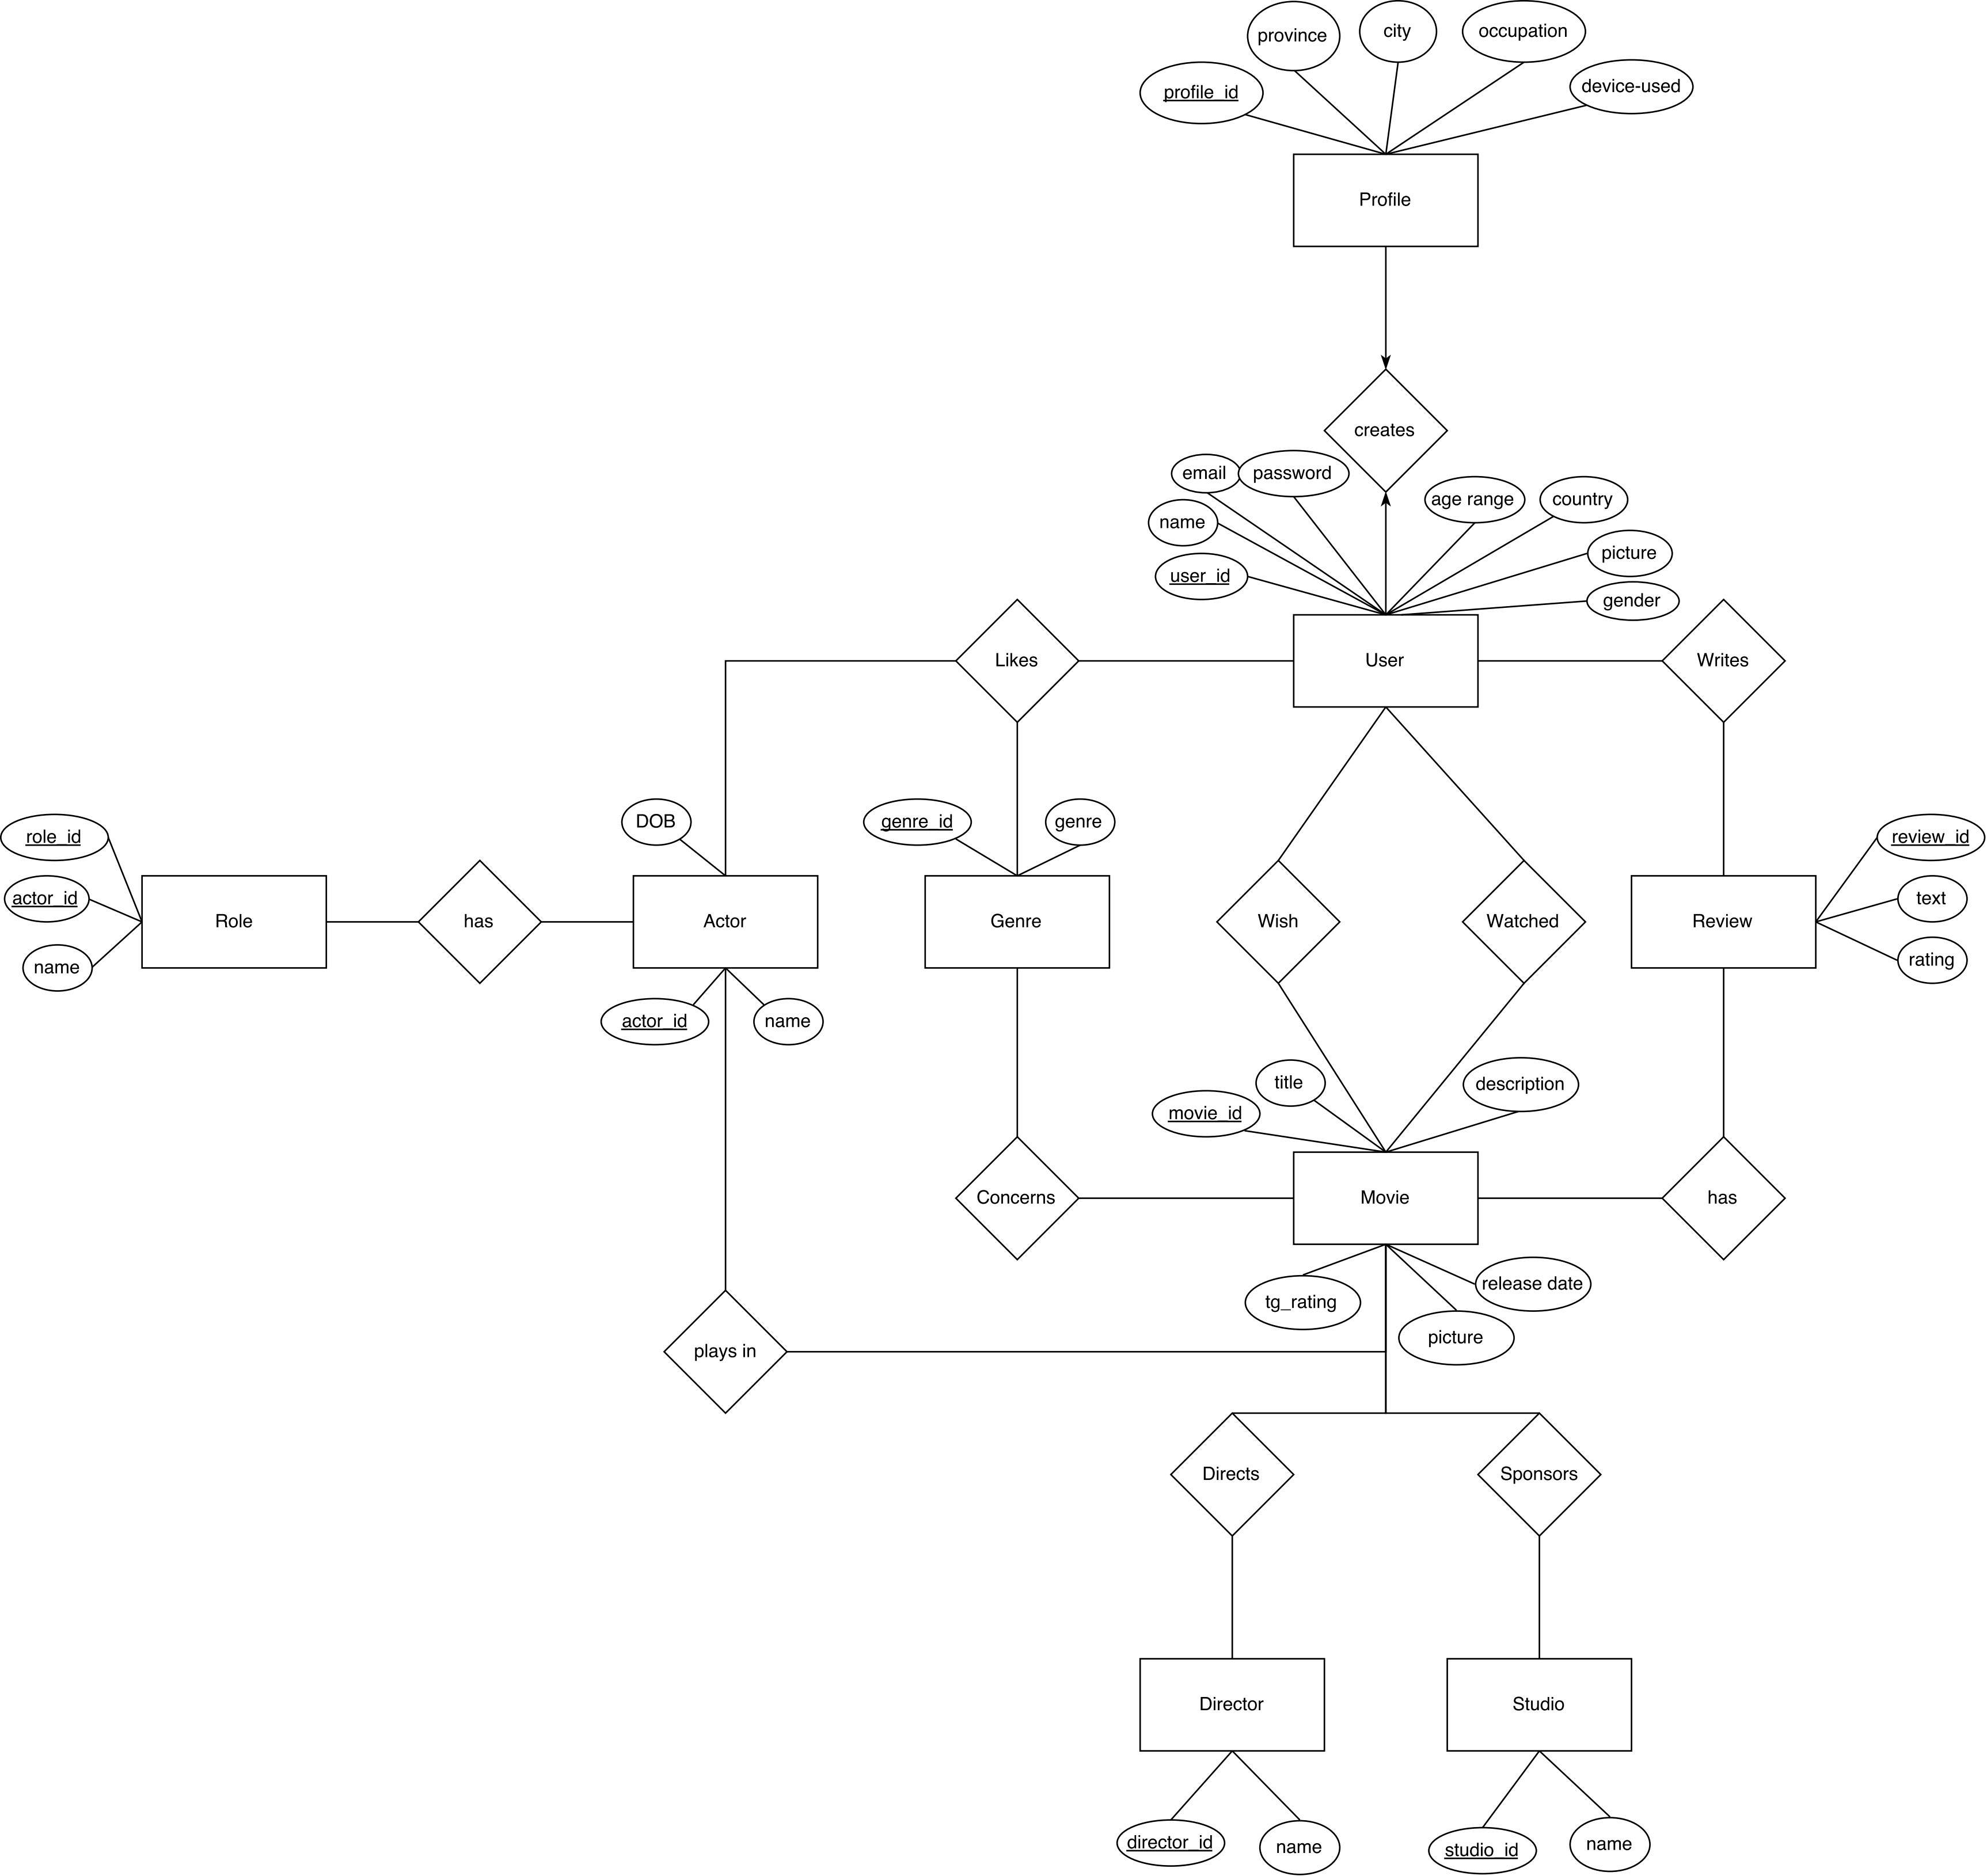 province
city
occupation
device-used
profile_id
Profile
creates
email
password
age range
country
name
picture
user_id
gender
Likes
User
Writes
DOB
genre_id
genre
role_id
review_id
actor_id
text
Role
has
Actor
Genre
Wish
Watched
Review
name
rating
actor_id
name
title
description
movie_id
Concerns
Movie
has
tg_rating
release date
picture
plays in
Directs
Sponsors
Director
Studio
director_id
name
studio_id
name